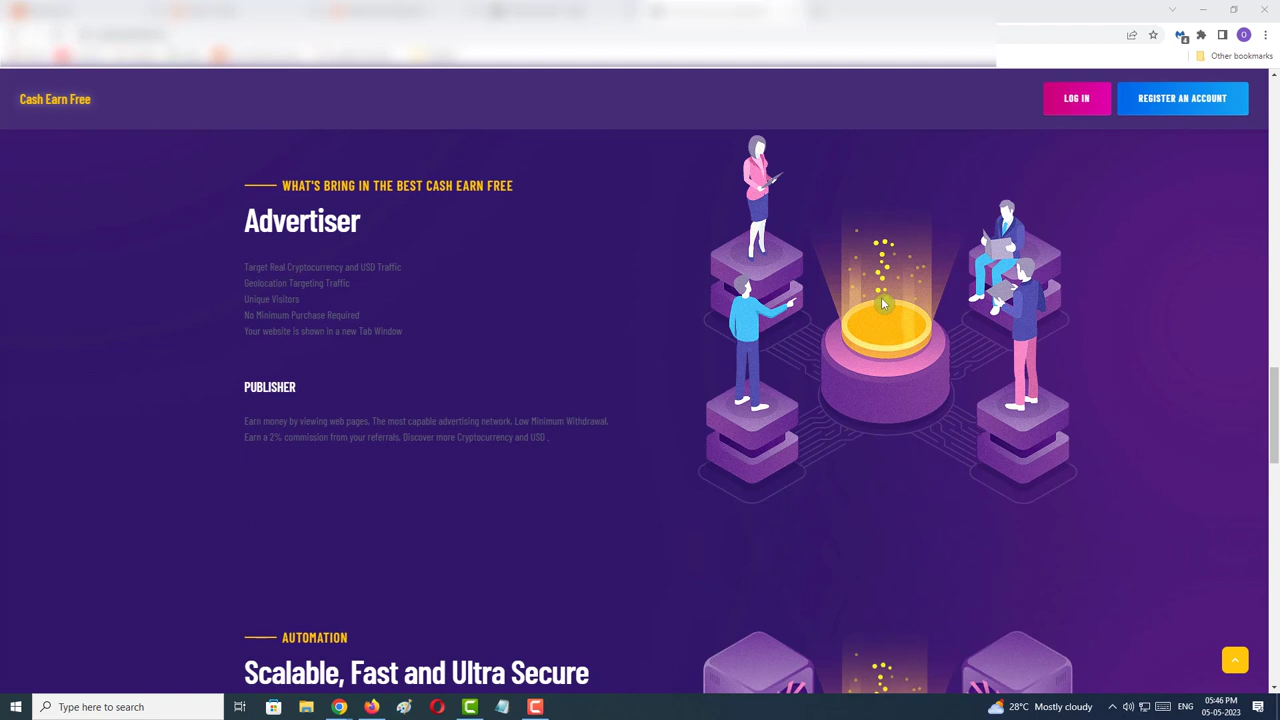 Other bookmarks
Cash Earn Free
LOG IN
REGISTER AN ACCOUNT
WHAT'S BRING IN THE BEST CASH EARN FREE
Advertiser
Target Real Cryptocurrency and USD Traffic
Geolocation Targeting Traffic
Unique Visitors
No Minimum Purchase Required
Your website is shown in a new Tab Window
PUBLISHER
Earn money by viewing web pages, The most capable advertising network, Low Minimum Withdrawal,
Earn a 2% commission from your referrals, Discover more Cryptocurrency and USD .
AUTOMATION
Scalable, Fast and Ultra Secure
Type here to search
28°C Mostly cloudy
ENG
05:46 PM
05-05-2023